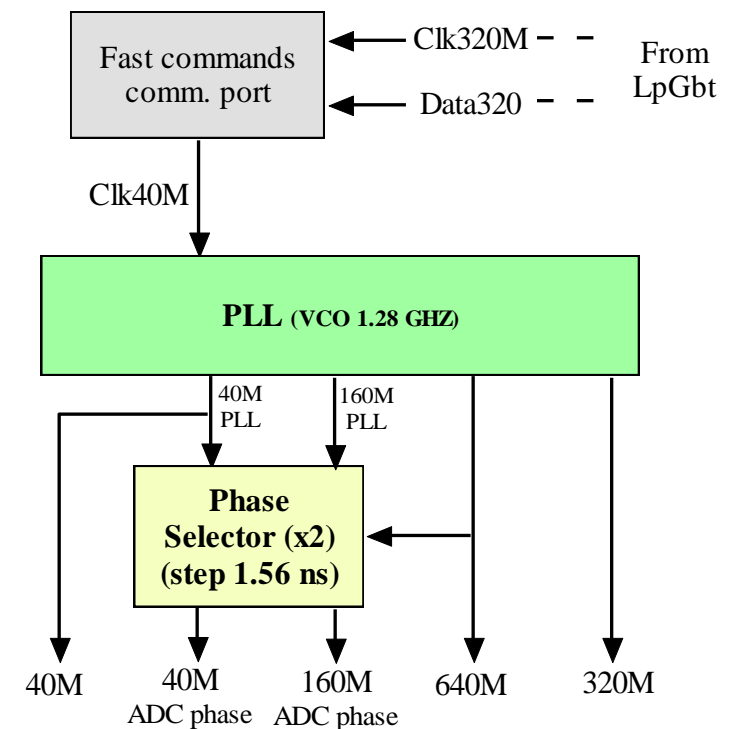 Fast commands
comm. port
Clk320M
Data320
From
LpGbt
Clk40M
PLL (VCO 1.28 GHZ)
40M
PLL
160M
PLL
Phase
Selector (x2)
(step 1.56 ns)
40M
40M
ADC phase
160M
ADC phase
640M
320M